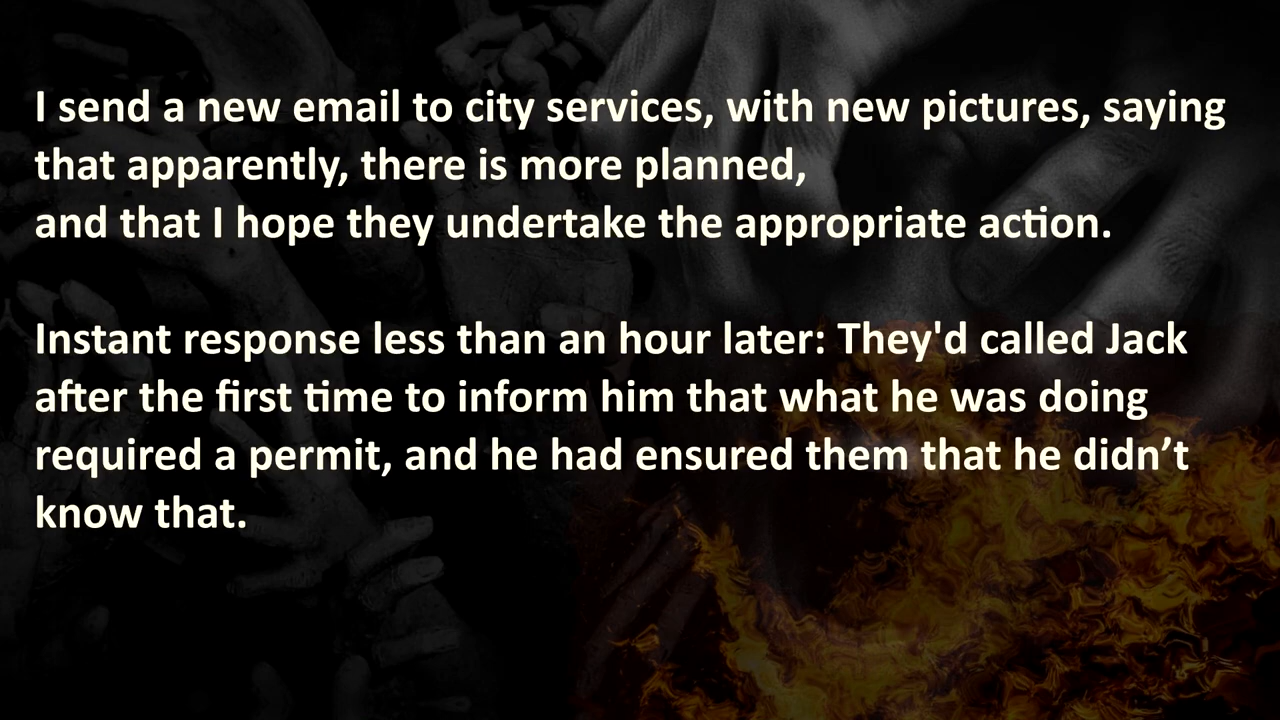 I send a new email to city services, with new pictures, saying
that apparently, there is more planned,
and that I hope they undertake the appropriate action.
Instant response less than an hour later: They'd called Jack
after the first time to inform him that what he was doing
required a permit, and he had ensured them that he didn’t
know that.